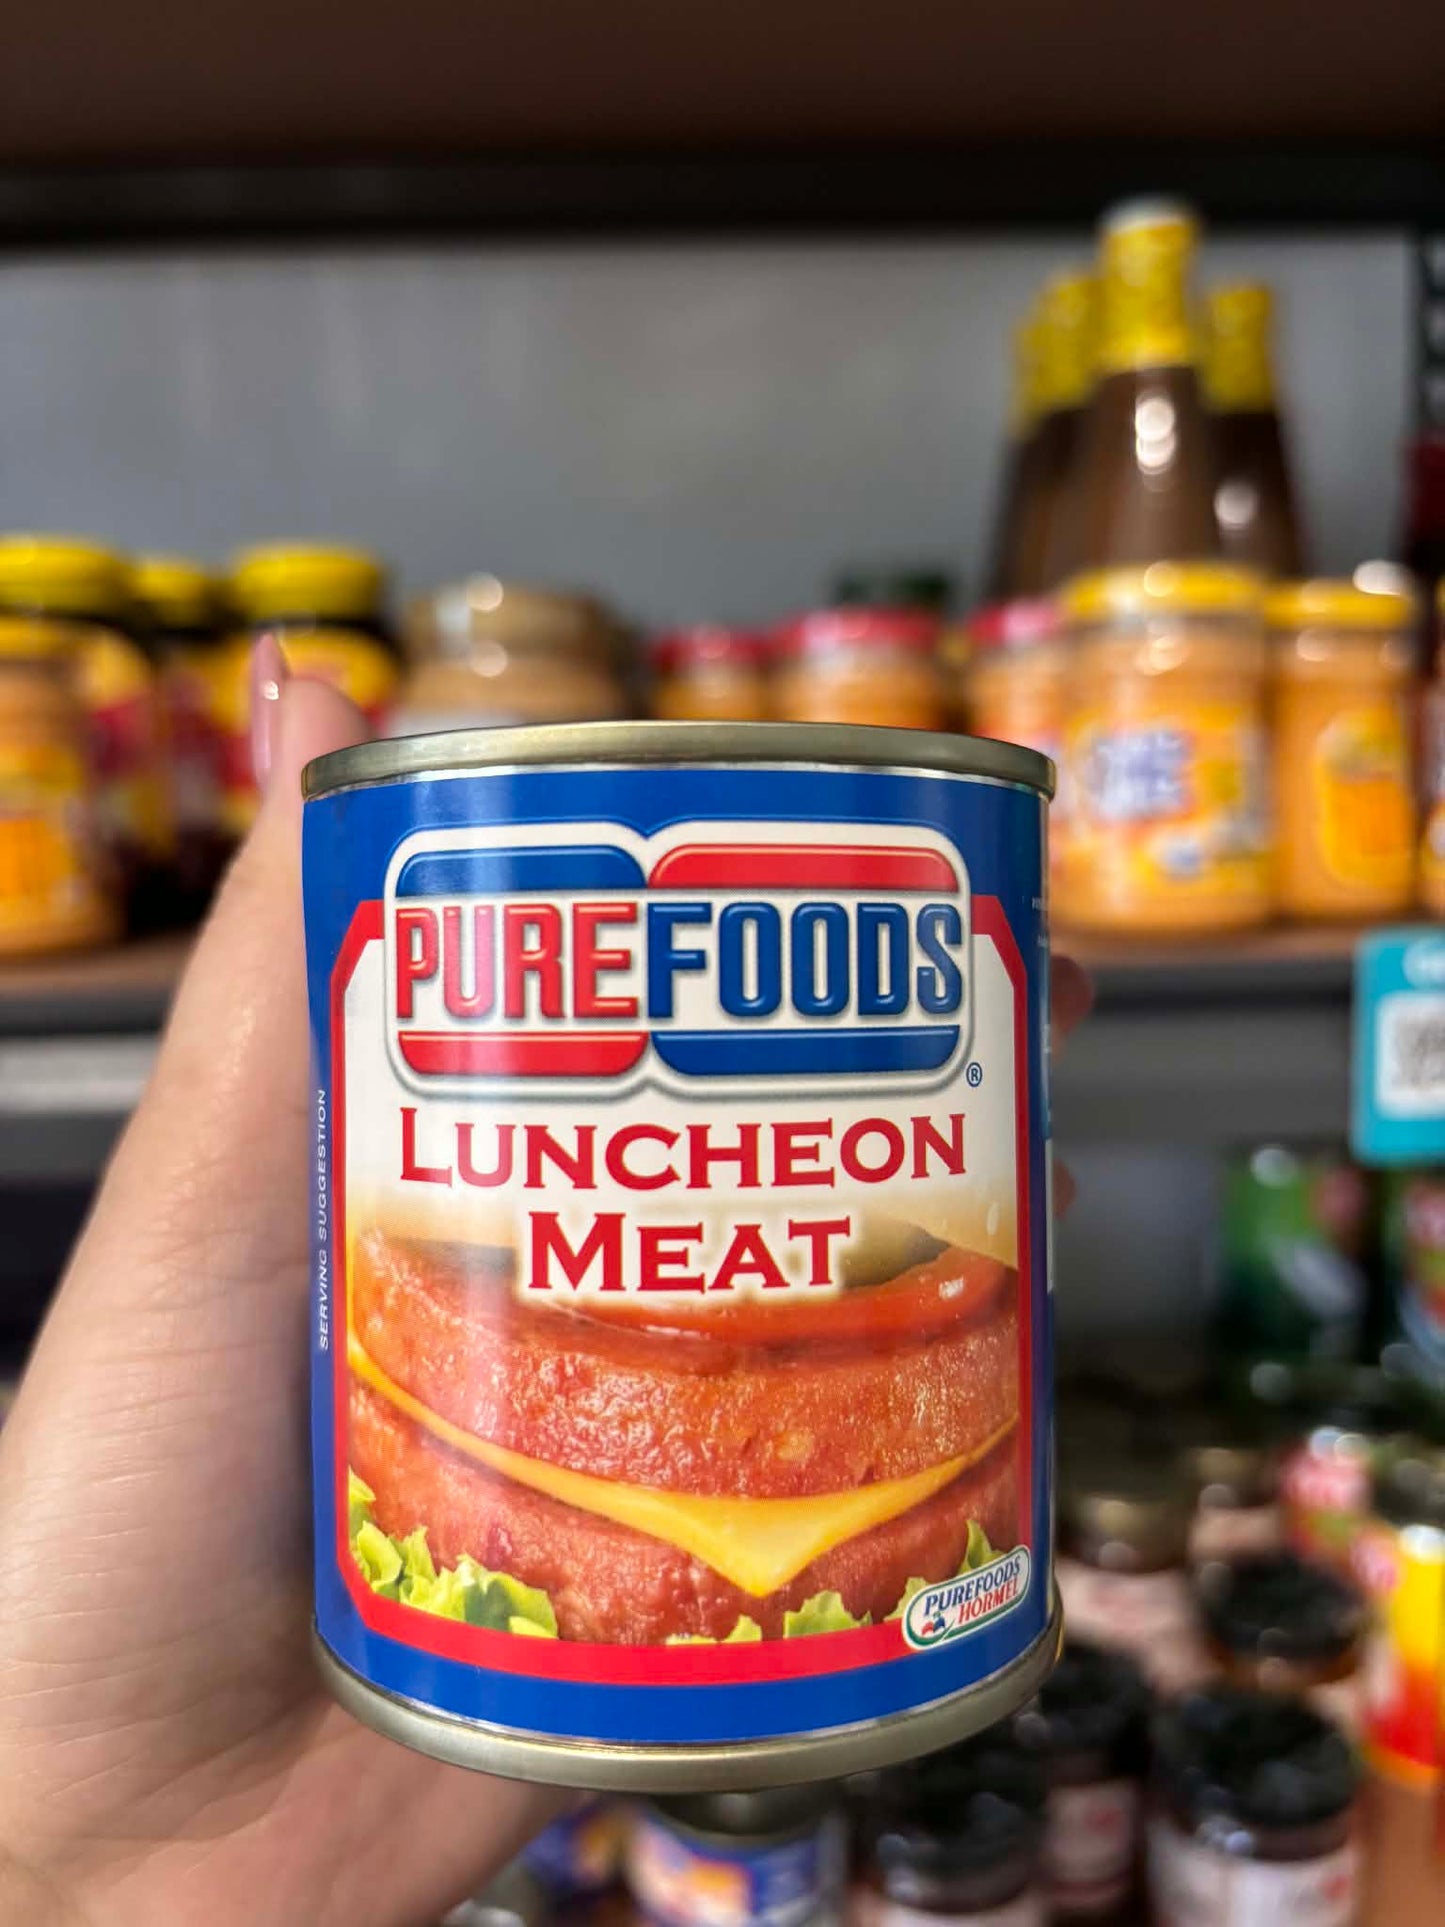 PUREFOODS
®
LUNCHEON
MEAT
SERVING SUGGESTION
PUREFOODS
HORMEL